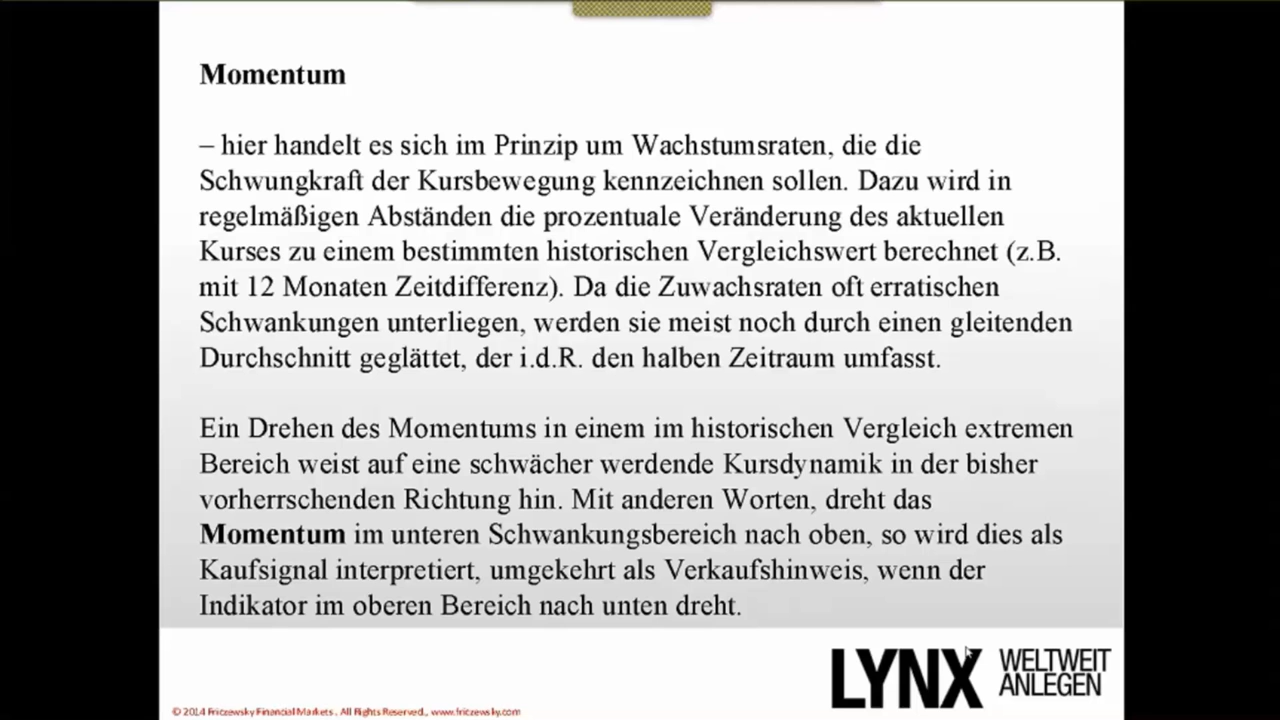 Momentum
– hier handelt es sich im Prinzip um Wachstumsraten, die die
Schwungkraft der Kursbewegung kennzeichnen sollen. Dazu wird in
regelmäßigen Abständen die prozentuale Veränderung des aktuellen
Kurses zu einem bestimmten historischen Vergleichswert berechnet (z.B.
mit 12 Monaten Zeitdifferenz). Da die Zuwachsraten oft erratischen
Schwankungen unterliegen, werden sie meist noch durch einen gleitenden
Durchschnitt geglättet, der i.d.R. den halben Zeitraum umfasst.
Ein Drehen des Momentums in einem im historischen Vergleich extremen
Bereich weist auf eine schwächer werdende Kursdynamik in der bisher
vorherrschenden Richtung hin. Mit anderen Worten, dreht das
Momentum im unteren Schwankungsbereich nach oben, so wird dies als
Kaufsignal interpretiert, umgekehrt als Verkaufshinweis, wenn der
Indikator im oberen Bereich nach unten dreht.
LYNX WELTWEIT
ANLEGEN
© 2014 Friczewsky Financial Markets . All Rights Reserved., www.friczewsky.com